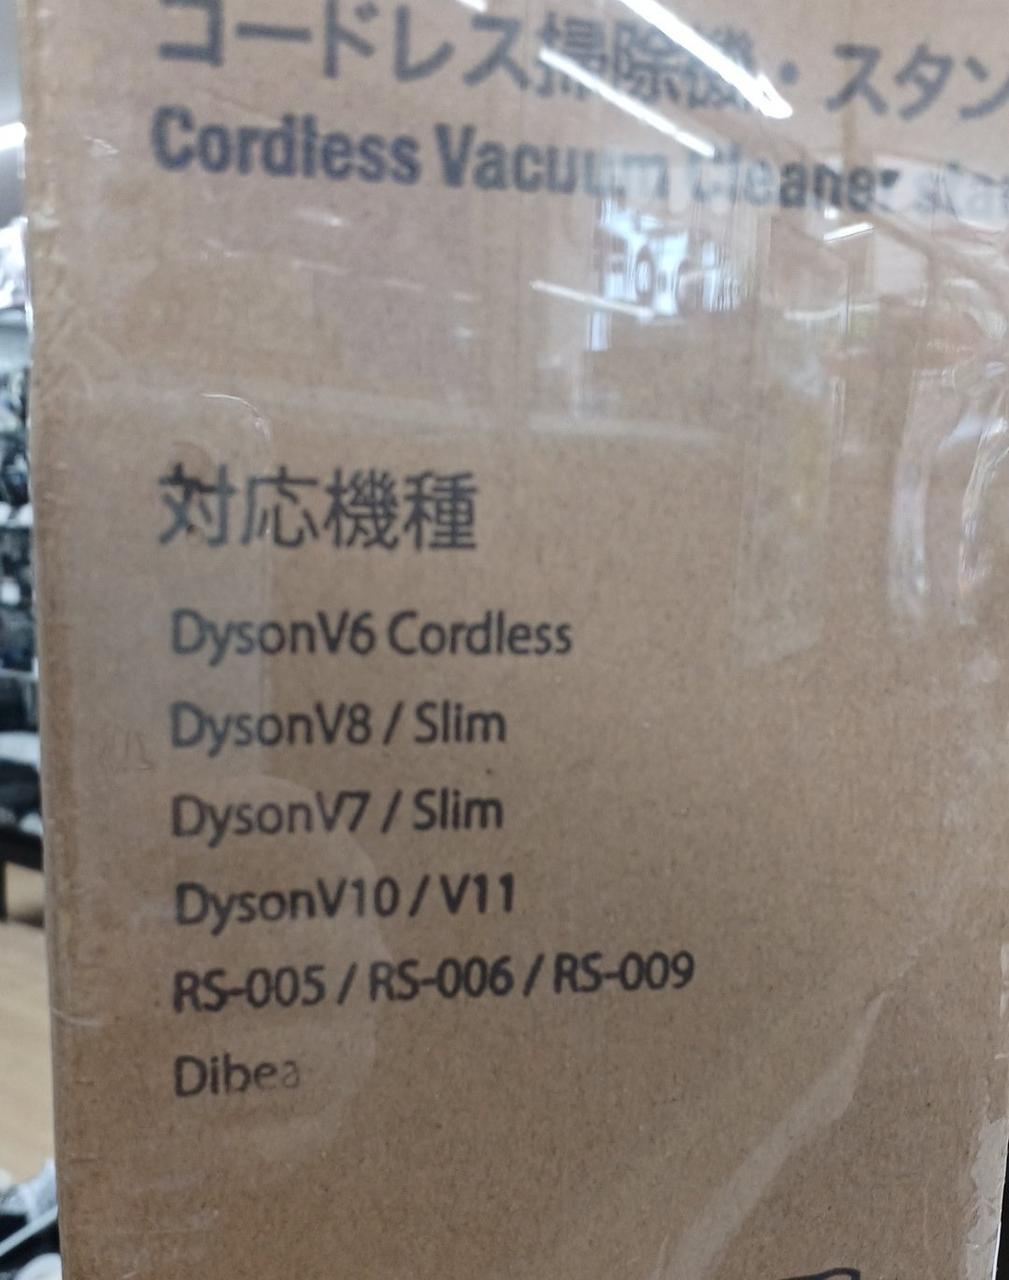 コードレス掃除機・スタン
Cordless Vacuum Cleaner
対応機種
DysonV6 Cordless
DysonV8 / Slim
DysonV7 / Slim
DysonV10 / V11
RS-005 / RS-006 / RS-009
Dibea